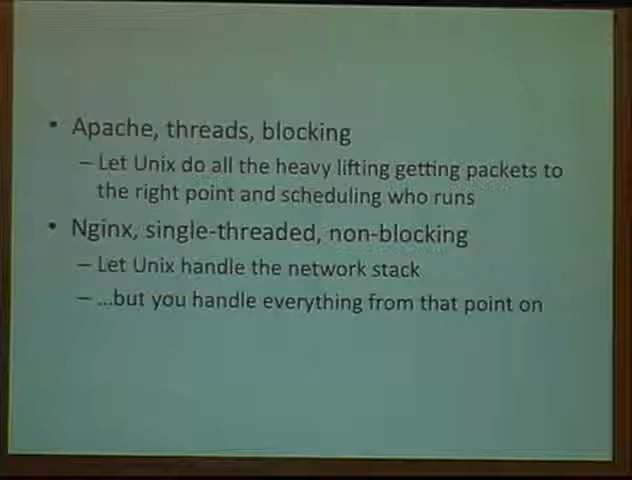 • Apache, threads, blocking
– Let Unix do all the heavy lifting getting packets to
the right point and scheduling who runs
• Nginx, single-threaded, non-blocking
– Let Unix handle the network stack
– ...but you handle everything from that point on